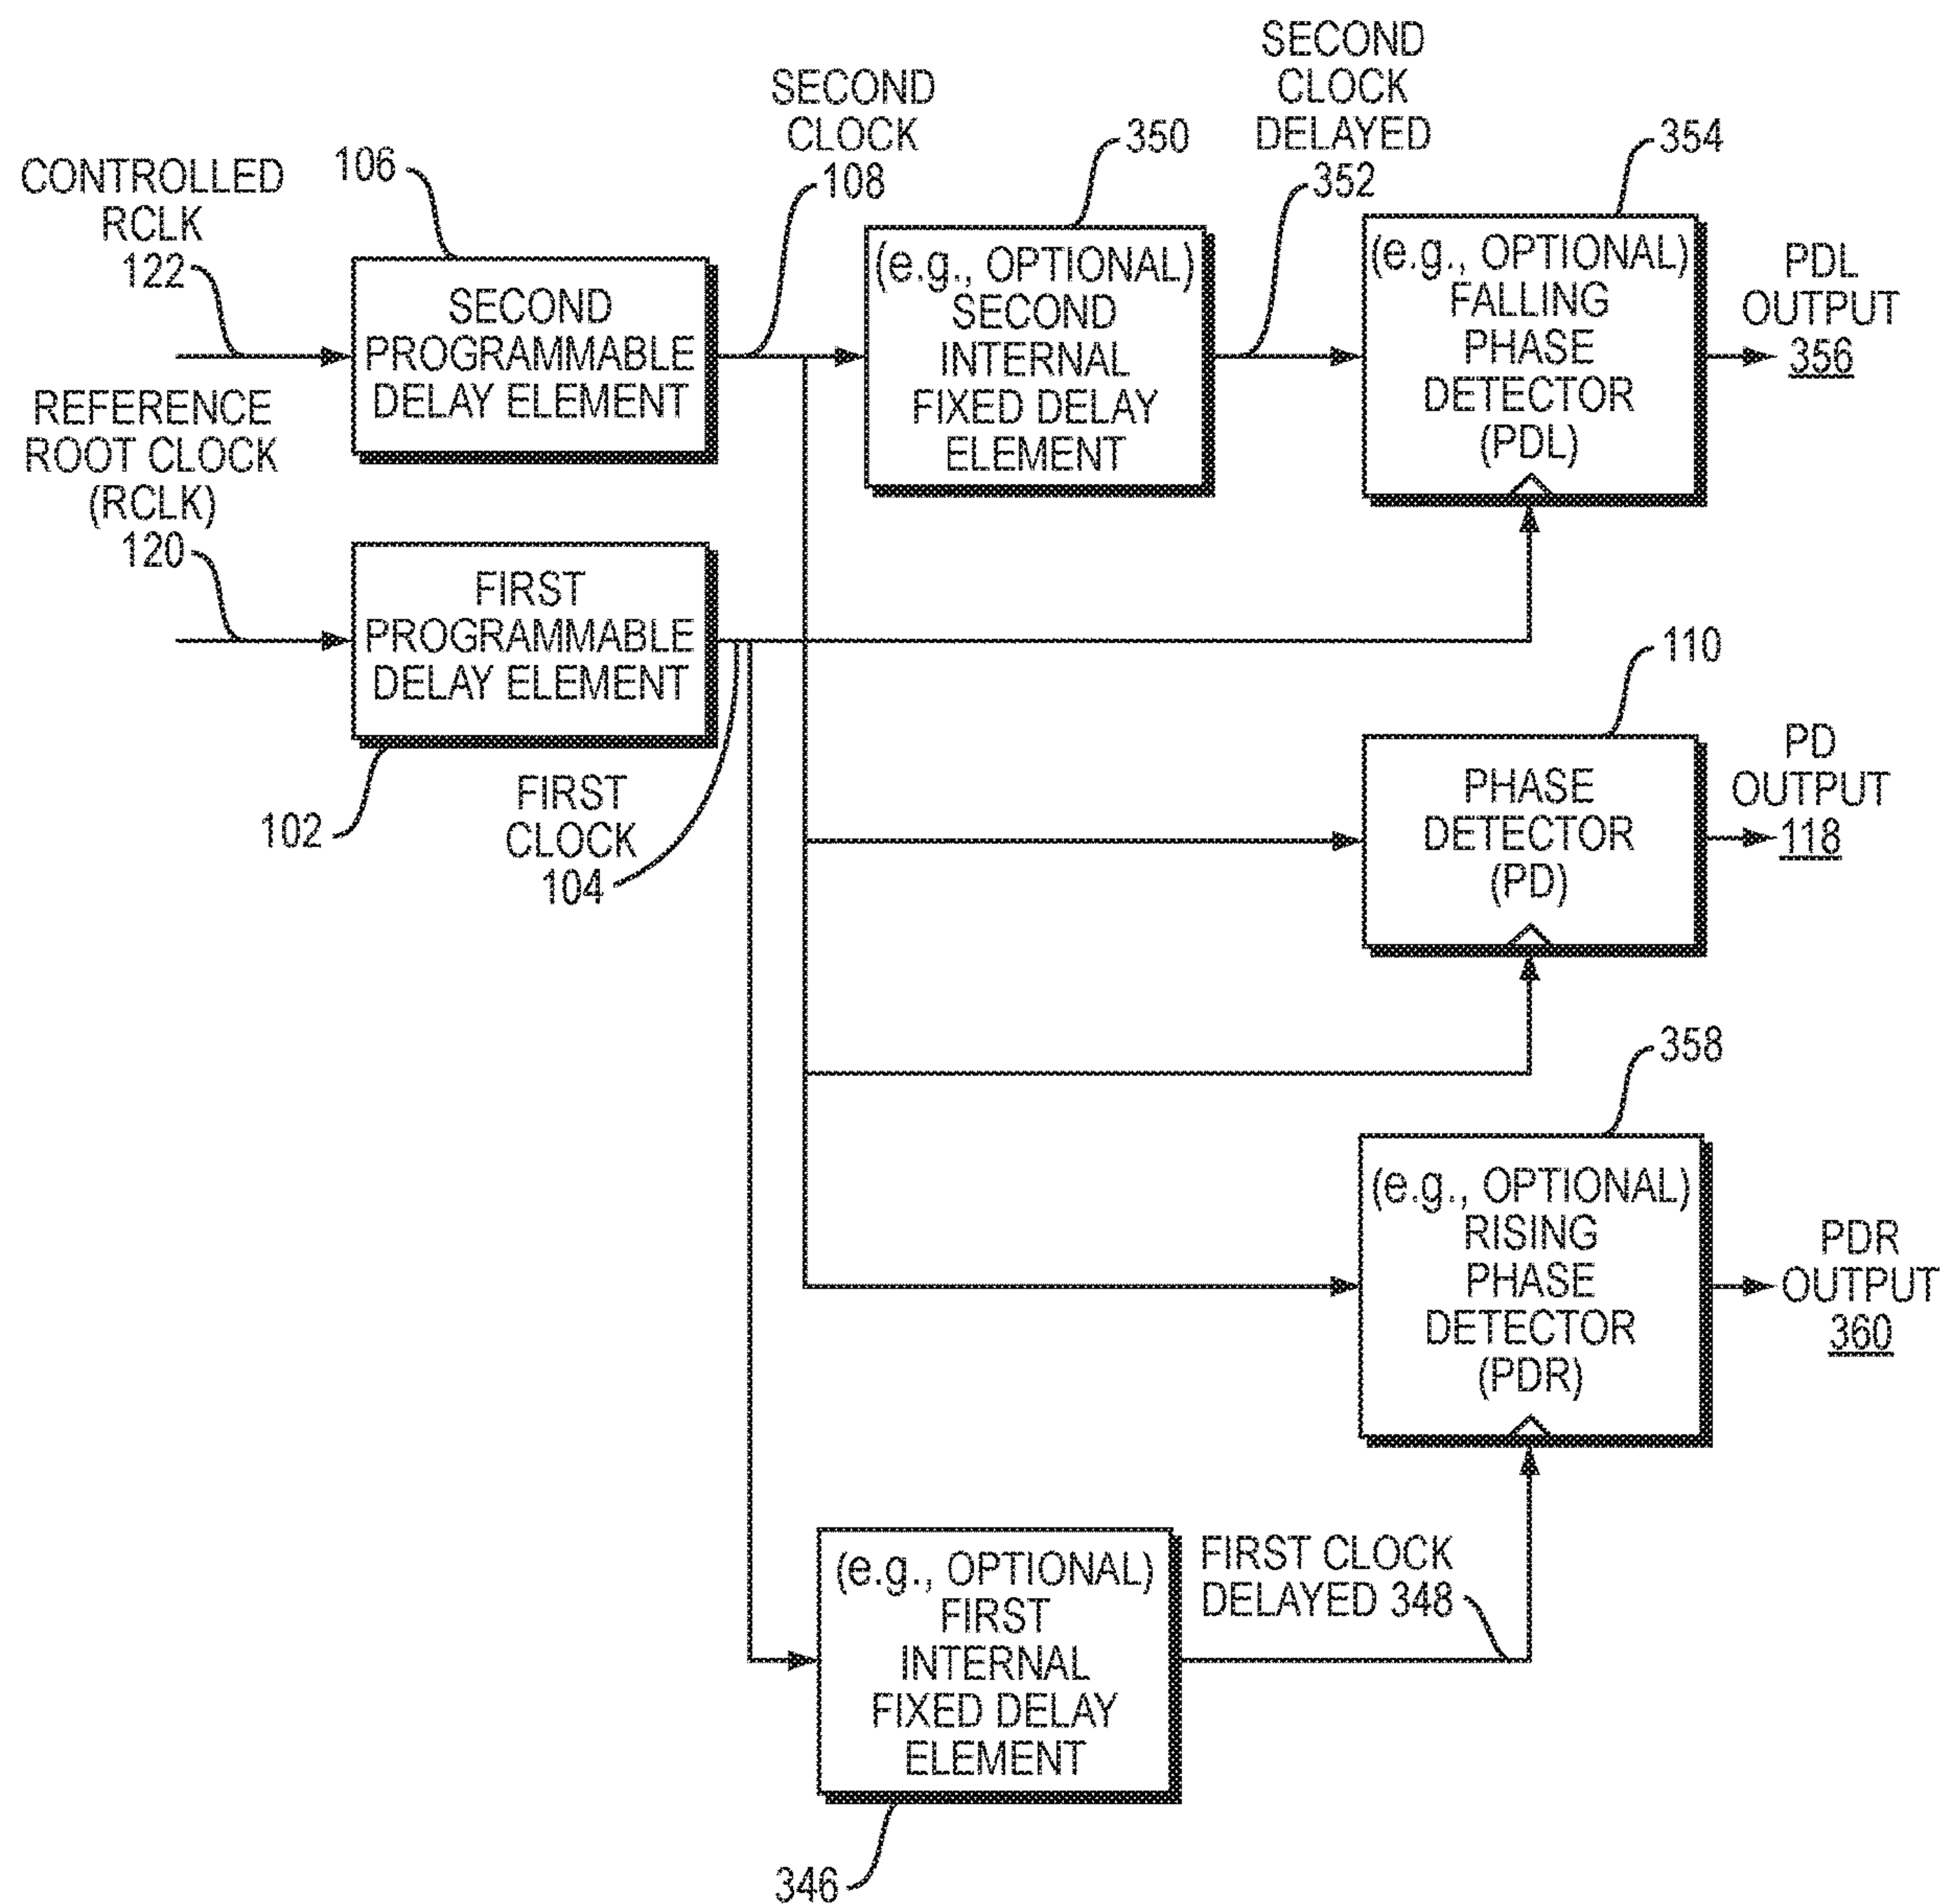 CONTROLLED
RCLK
122
106
SECOND
CLOCK
108
350
SECOND
CLOCK
DELAYED
352
354
SECOND
PROGRAMMABLE
DELAY ELEMENT
(e.g., OPTIONAL)
SECOND
INTERNAL
FIXED DELAY
ELEMENT
(e.g., OPTIONAL)
FALLING
PHASE
DETECTOR
(PDL)
PDL
OUTPUT
356
REFERENCE
ROOT CLOCK
(RCLK)
120
FIRST
PROGRAMMABLE
DELAY ELEMENT
102
FIRST
CLOCK
104
110
PHASE
DETECTOR
(PD)
PD
OUTPUT
118
358
(e.g., OPTIONAL)
RISING
PHASE
DETECTOR
(PDR)
PDR
OUTPUT
360
(e.g., OPTIONAL)
FIRST
INTERNAL
FIXED DELAY
ELEMENT
346
FIRST CLOCK
DELAYED 348